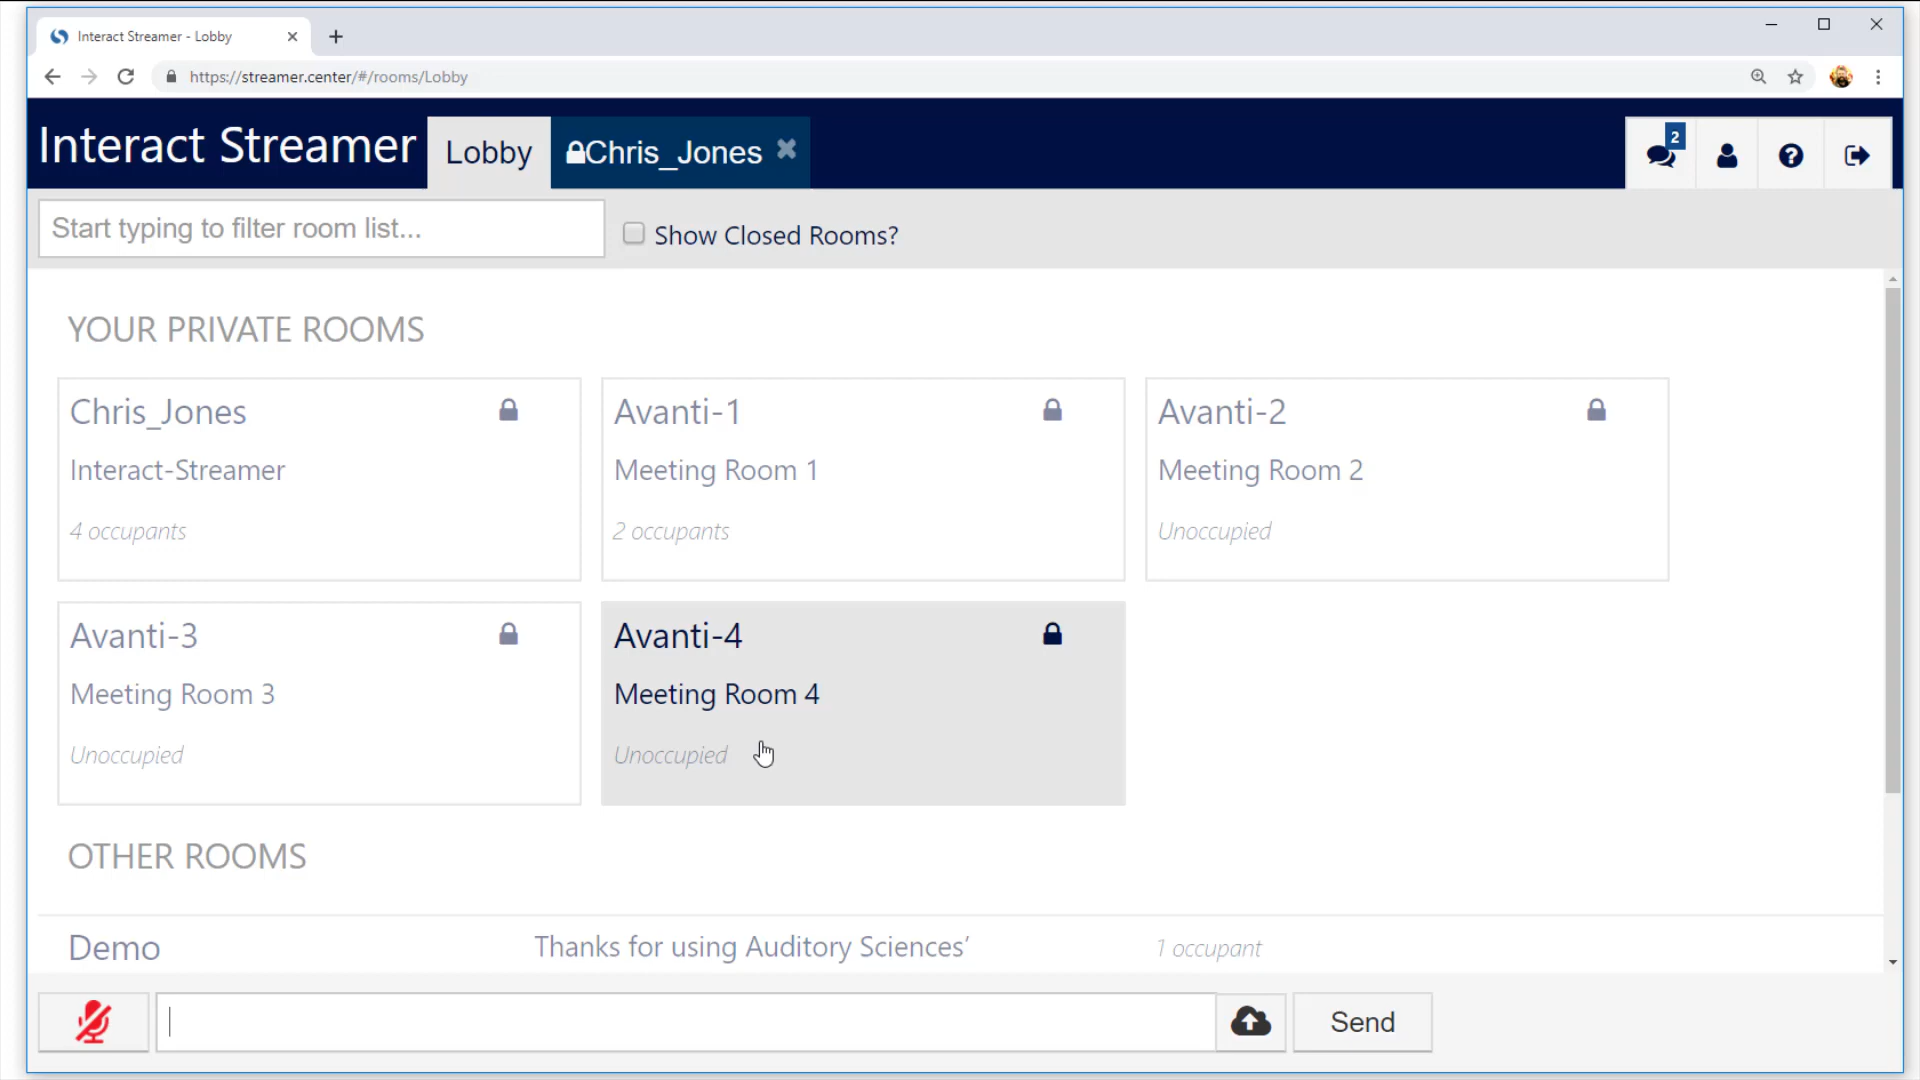 Interact Streamer - Lobby
https://streamer.center/#/rooms/Lobby
Interact Streamer
Lobby
Chris_Jones
2
Start typing to filter room list...
Show Closed Rooms?
YOUR PRIVATE ROOMS
Chris_Jones
Interact-Streamer
4 occupants
Avanti-1
Meeting Room 1
2 occupants
Avanti-2
Meeting Room 2
Unoccupied
Avanti-3
Meeting Room 3
Unoccupied
Avanti-4
Meeting Room 4
Unoccupied
OTHER ROOMS
Demo
Thanks for using Auditory Sciences’
1 occupant
Send